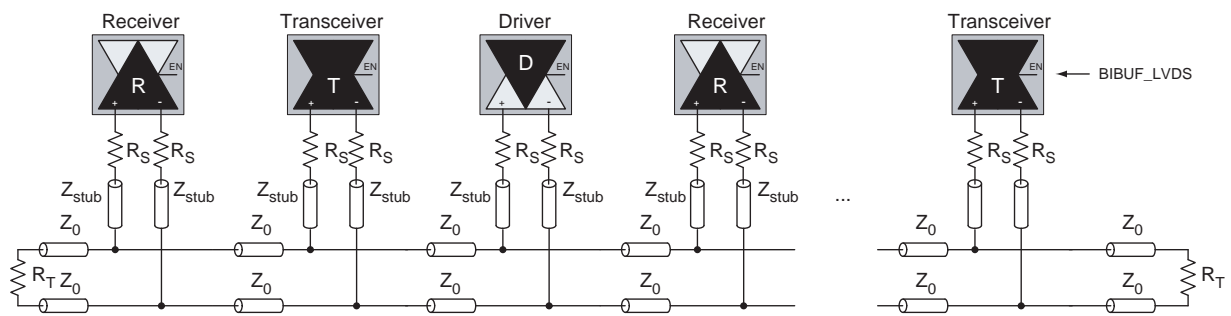 Receiver Transceiver Driver Receiver Transceiver
EN EN EN EN EN
R T D R T BIBUF_LVDS
+ - + - + - + - + -
RS RS RS RS RS RS RS RS RS RS
Zstub Zstub Zstub Zstub Zstub Zstub Zstub Zstub Zstub Zstub ...
Z0 Z0 Z0 Z0 Z0 Z0
RT Z0 Z0 Z0 Z0 Z0 Z0 RT